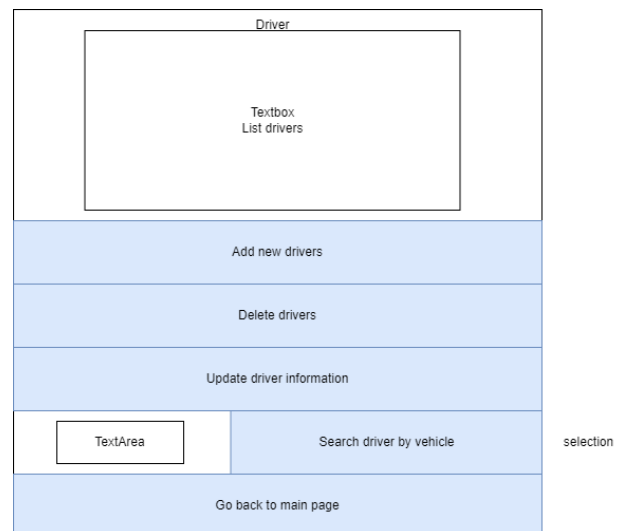 Driver
Textbox
List drivers
Add new drivers
Delete drivers
Update driver information
TextArea
Search driver by vehicle
selection
Go back to main page